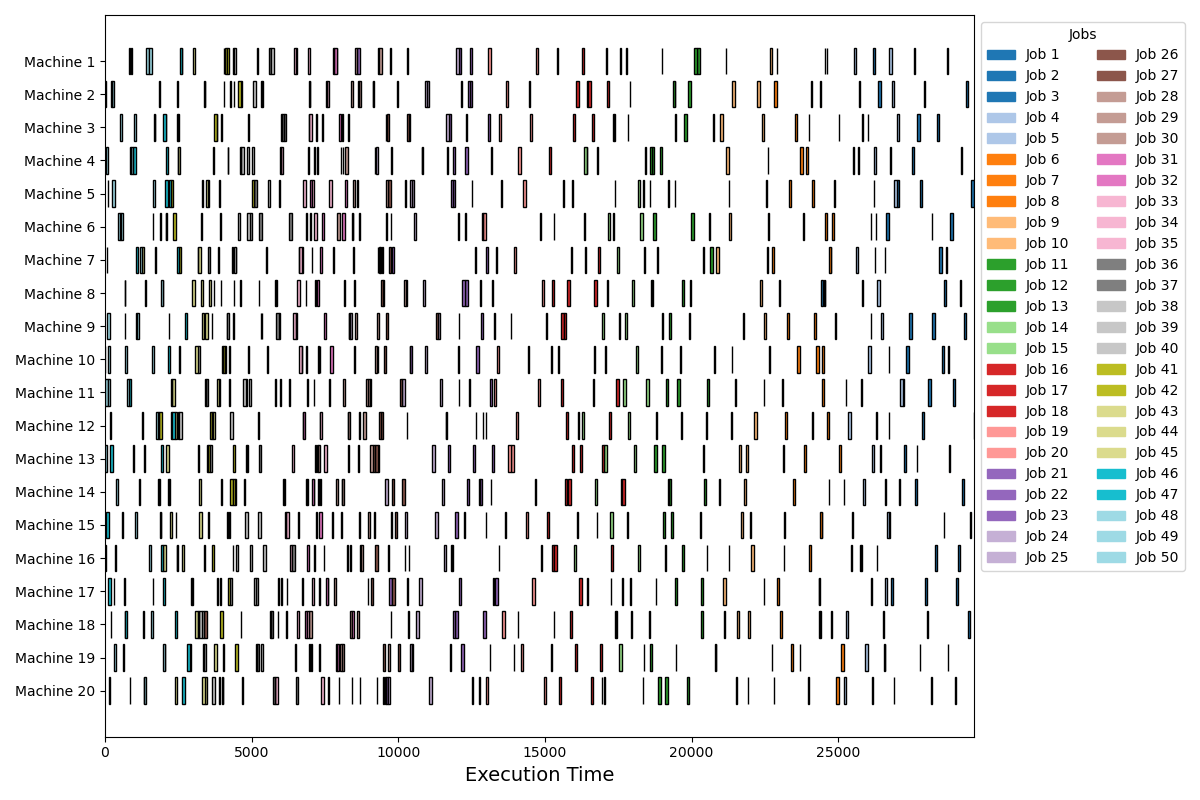 Machine 1
Machine 2
Machine 3
Machine 4
Machine 5
Machine 6
Machine 7
Machine 8
Machine 9
Machine 10
Machine 11
Machine 12
Machine 13
Machine 14
Machine 15
Machine 16
Machine 17
Machine 18
Machine 19
Machine 20
0 5000 10000 15000 20000 25000
Execution Time
Jobs
Job 1
Job 2
Job 3
Job 4
Job 5
Job 6
Job 7
Job 8
Job 9
Job 10
Job 11
Job 12
Job 13
Job 14
Job 15
Job 16
Job 17
Job 18
Job 19
Job 20
Job 21
Job 22
Job 23
Job 24
Job 25
Job 26
Job 27
Job 28
Job 29
Job 30
Job 31
Job 32
Job 33
Job 34
Job 35
Job 36
Job 37
Job 38
Job 39
Job 40
Job 41
Job 42
Job 43
Job 44
Job 45
Job 46
Job 47
Job 48
Job 49
Job 50